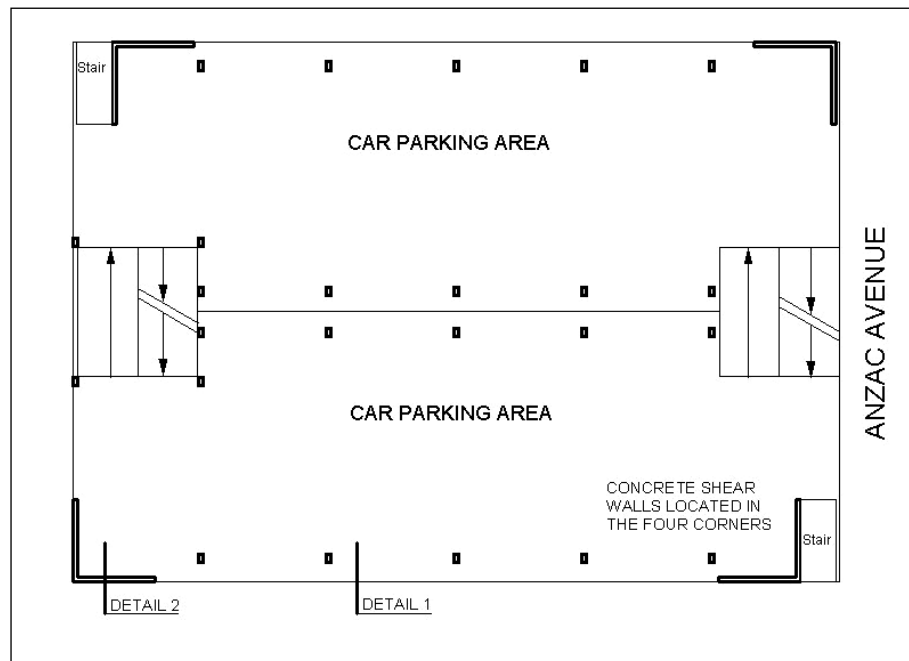 Stair
CAR PARKING AREA
ANZAC AVENUE
CAR PARKING AREA
CONCRETE SHEAR
WALLS LOCATED IN
THE FOUR CORNERS
Stair
DETAIL 2
DETAIL 1